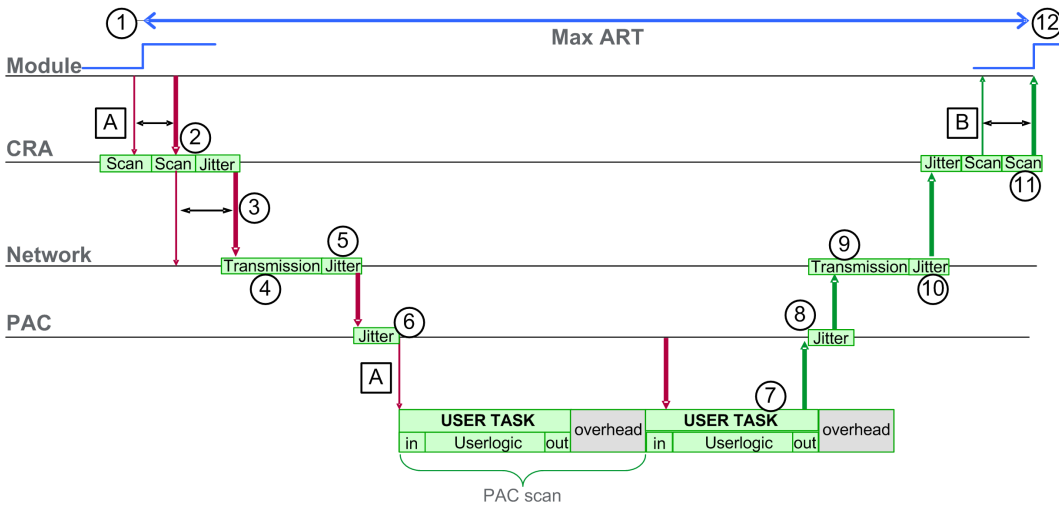 1
12
Max ART
Module
A
B
2
CRA
Scan Scan Jitter
Jitter Scan Scan
11
3
Network
5
9
Transmission Jitter
Transmission Jitter
4
10
PAC
6
8
Jitter
Jitter
A
7
USER TASK
overhead
USER TASK
overhead
in Userlogic out
in Userlogic out
PAC scan